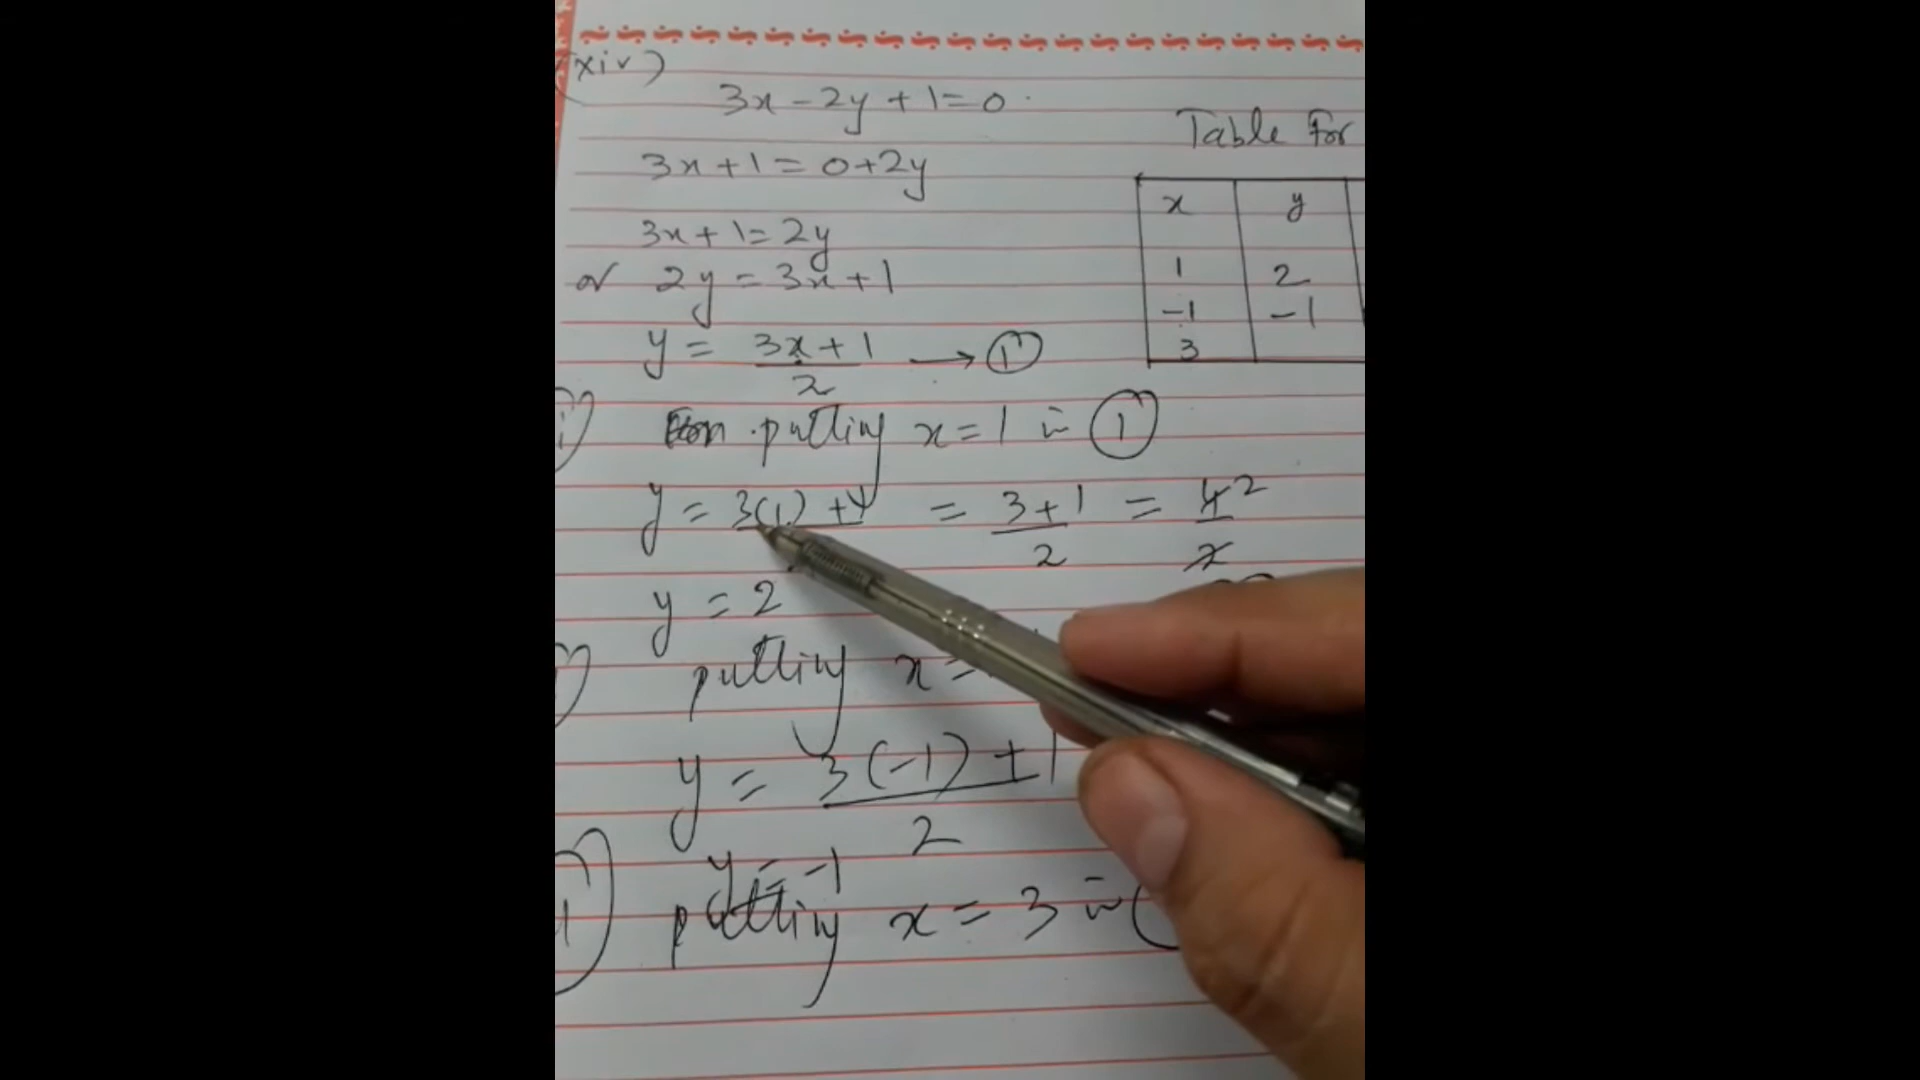 (xiv)
3x - 2y + 1 = 0
Table For
3x + 1 = 0 + 2y
x y
3x + 1 = 2y
1 2
or 2y = 3x + 1
-1 -1
y = 3x + 1 / 2 → ①
3
putting x = 1 in ①
y = 3(1) + 1 = 3 + 1 / 2 = 4 2 / 2
y = 2
putting x =
y = 3(-1) + 1 / 2
y = -1
putting x = 3 in